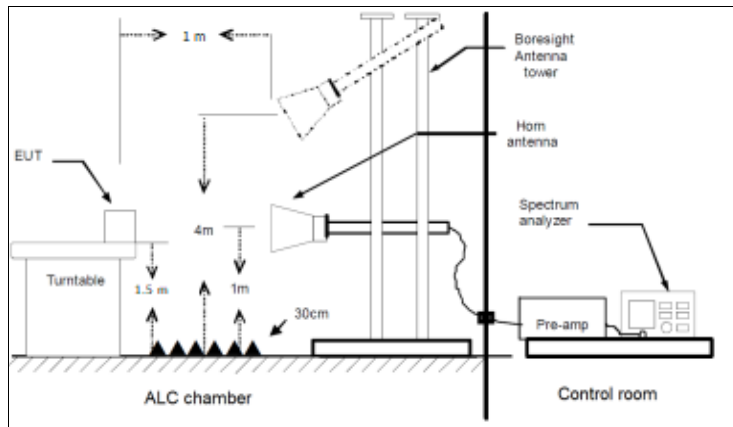 1 m
Boresight
Antenna
tower
Horn
antenna
EUT
Spectrum
analyzer
4m
Turntable
1.5 m
1m
30cm
Pre-amp
ALC chamber
Control room